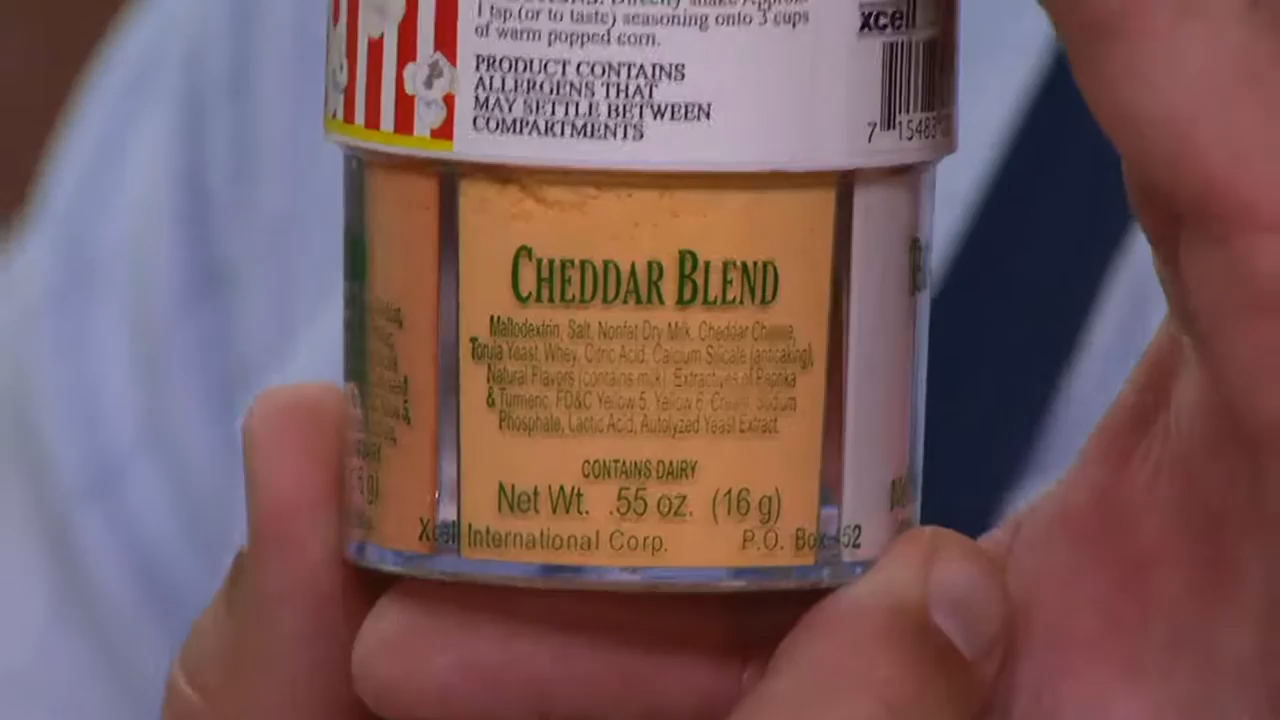 1 tsp.(or to taste) seasoning onto 3 cups
of warm popped corn.
PRODUCT CONTAINS
ALLERGENS THAT
MAY SETTLE BETWEEN
COMPARTMENTS
xcell
7 15483
CHEDDAR BLEND
Maltodextrin, Salt, Nonfat Dry Milk, Cheddar Cheese,
Torula Yeast, Whey, Citric Acid, Calcium Silicate (anticaking),
Natural Flavors (contains milk), Extractives of Paprika
& Turmeric, FD&C Yellow 5, Yellow 6, Cream, Sodium
Phosphate, Lactic Acid, Autolyzed Yeast Extract
CONTAINS DAIRY
Net Wt. .55 oz. (16 g)
Xcell International Corp. P.O. Box 452